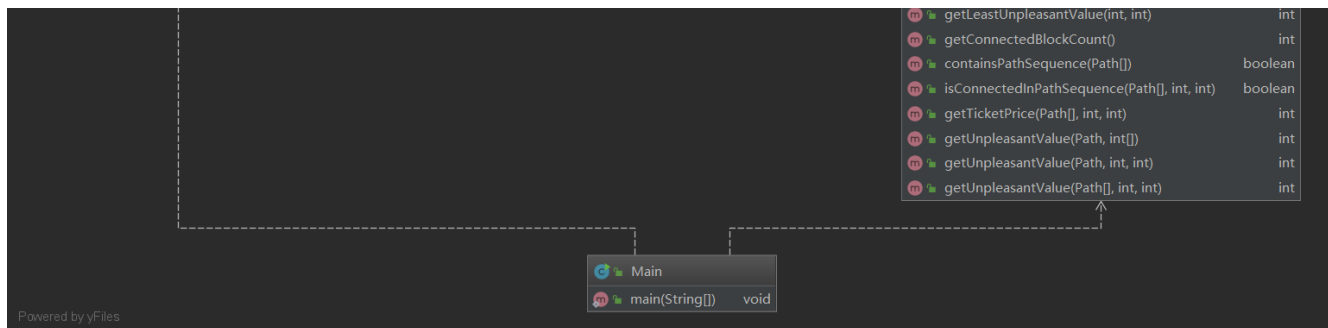 getLeastUnpleasantValue(int, int) int
getConnectedBlockCount() int
containsPathSequence(Path[]) boolean
isConnectedInPathSequence(Path[], int, int) boolean
getTicketPrice(Path[], int, int) int
getUnpleasantValue(Path, int[]) int
getUnpleasantValue(Path, int, int) int
getUnpleasantValue(Path[], int, int) int
Main
main(String[]) void
Powered by yFiles